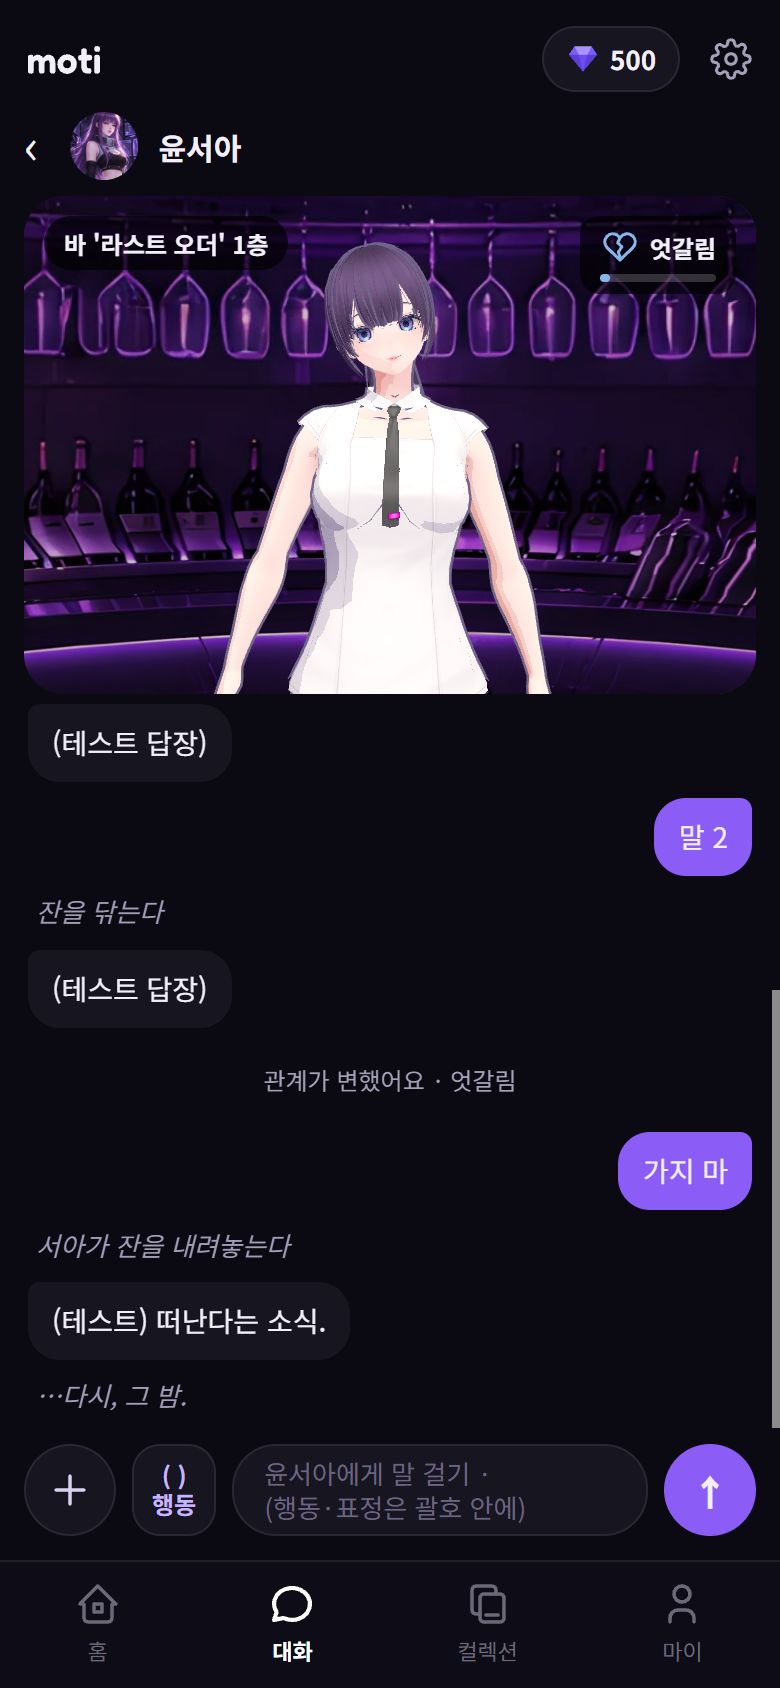 moti
500
‹ 윤서아
바 '라스트 오더' 1층
엇갈림
(테스트 답장)
말 2
잔을 닦는다
(테스트 답장)
관계가 변했어요 · 엇갈림
가지 마
서아가 잔을 내려놓는다
(테스트) 떠난다는 소식.
…다시, 그 밤.
( )
행동
윤서아에게 말 걸기 ·
(행동·표정은 괄호 안에)
홈
대화
컬렉션
마이